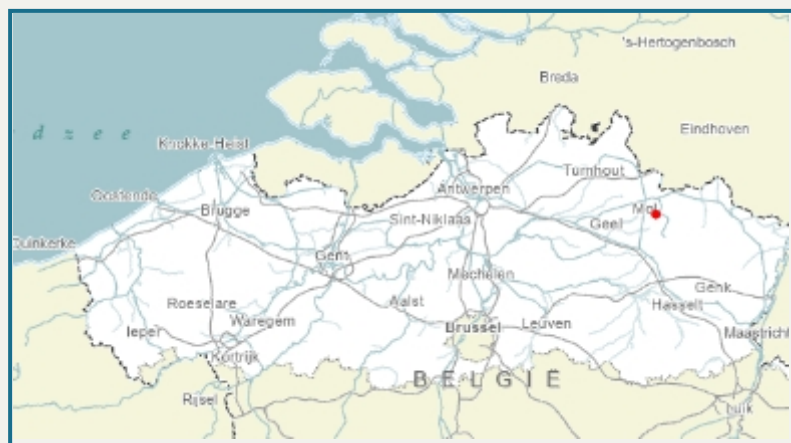 's-Hertogenbosch
Breda
Eindhoven
d z e e
Knokke-Heist
Turnhout
Oostende
Antwerpen
Brugge
Sint-Niklaas
Mol
Geel
Duinkerke
Gent
Mechelen
Genk
Roeselare
Aalst
Hasselt
Ieper
Waregem
Brussel
Leuven
Maastricht
Kortrijk
BELGIË
Rijsel
Luik